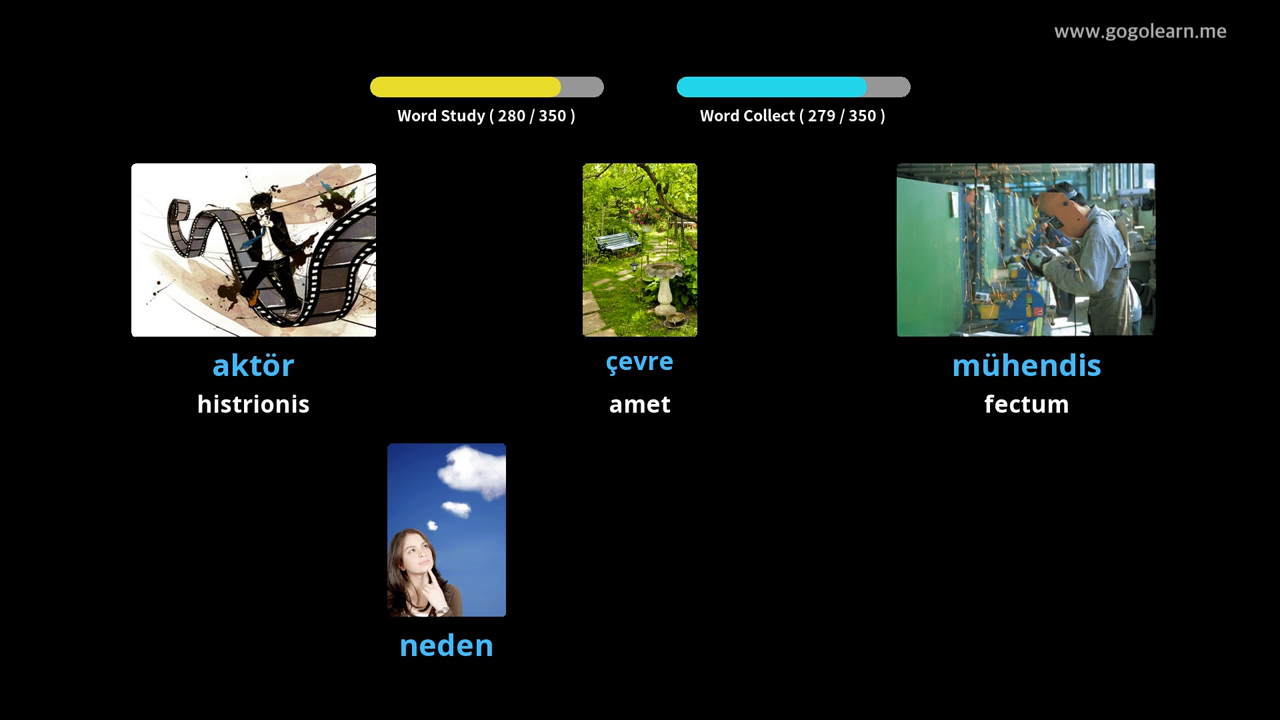 www.gogolearn.me
Word Study ( 280 / 350 )
Word Collect ( 279 / 350 )
aktör
çevre
mühendis
histrionis
amet
fectum
neden